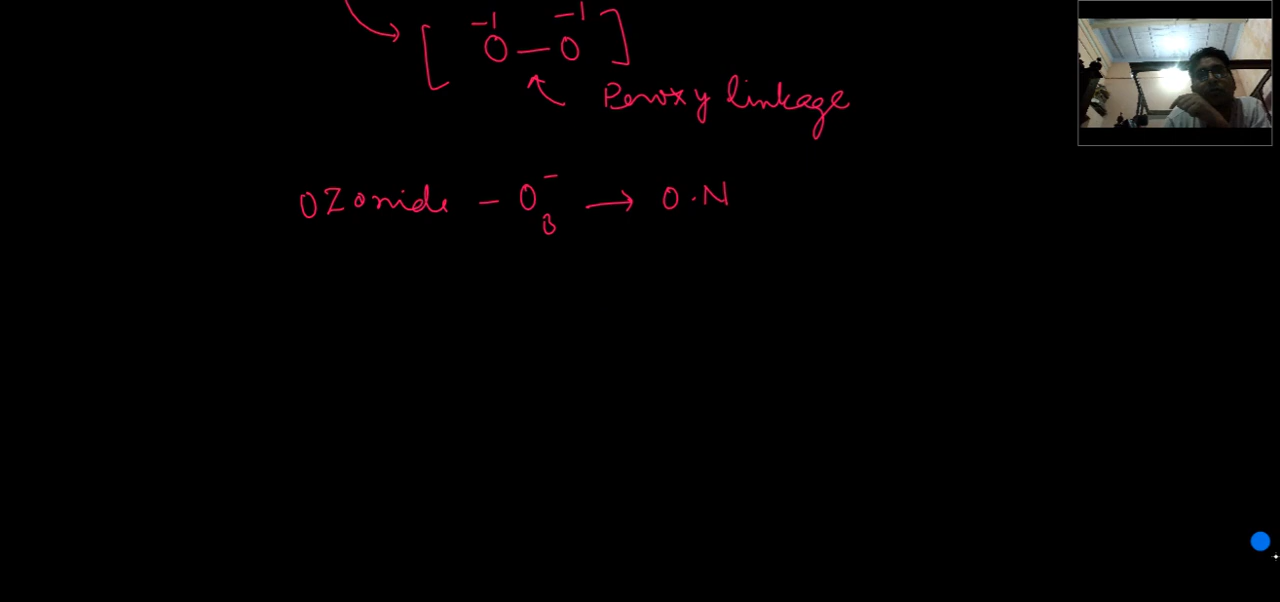 [ O⁻¹ — O⁻¹ ]
Peroxy linkage
OZonide - O₃⁻ → O.N